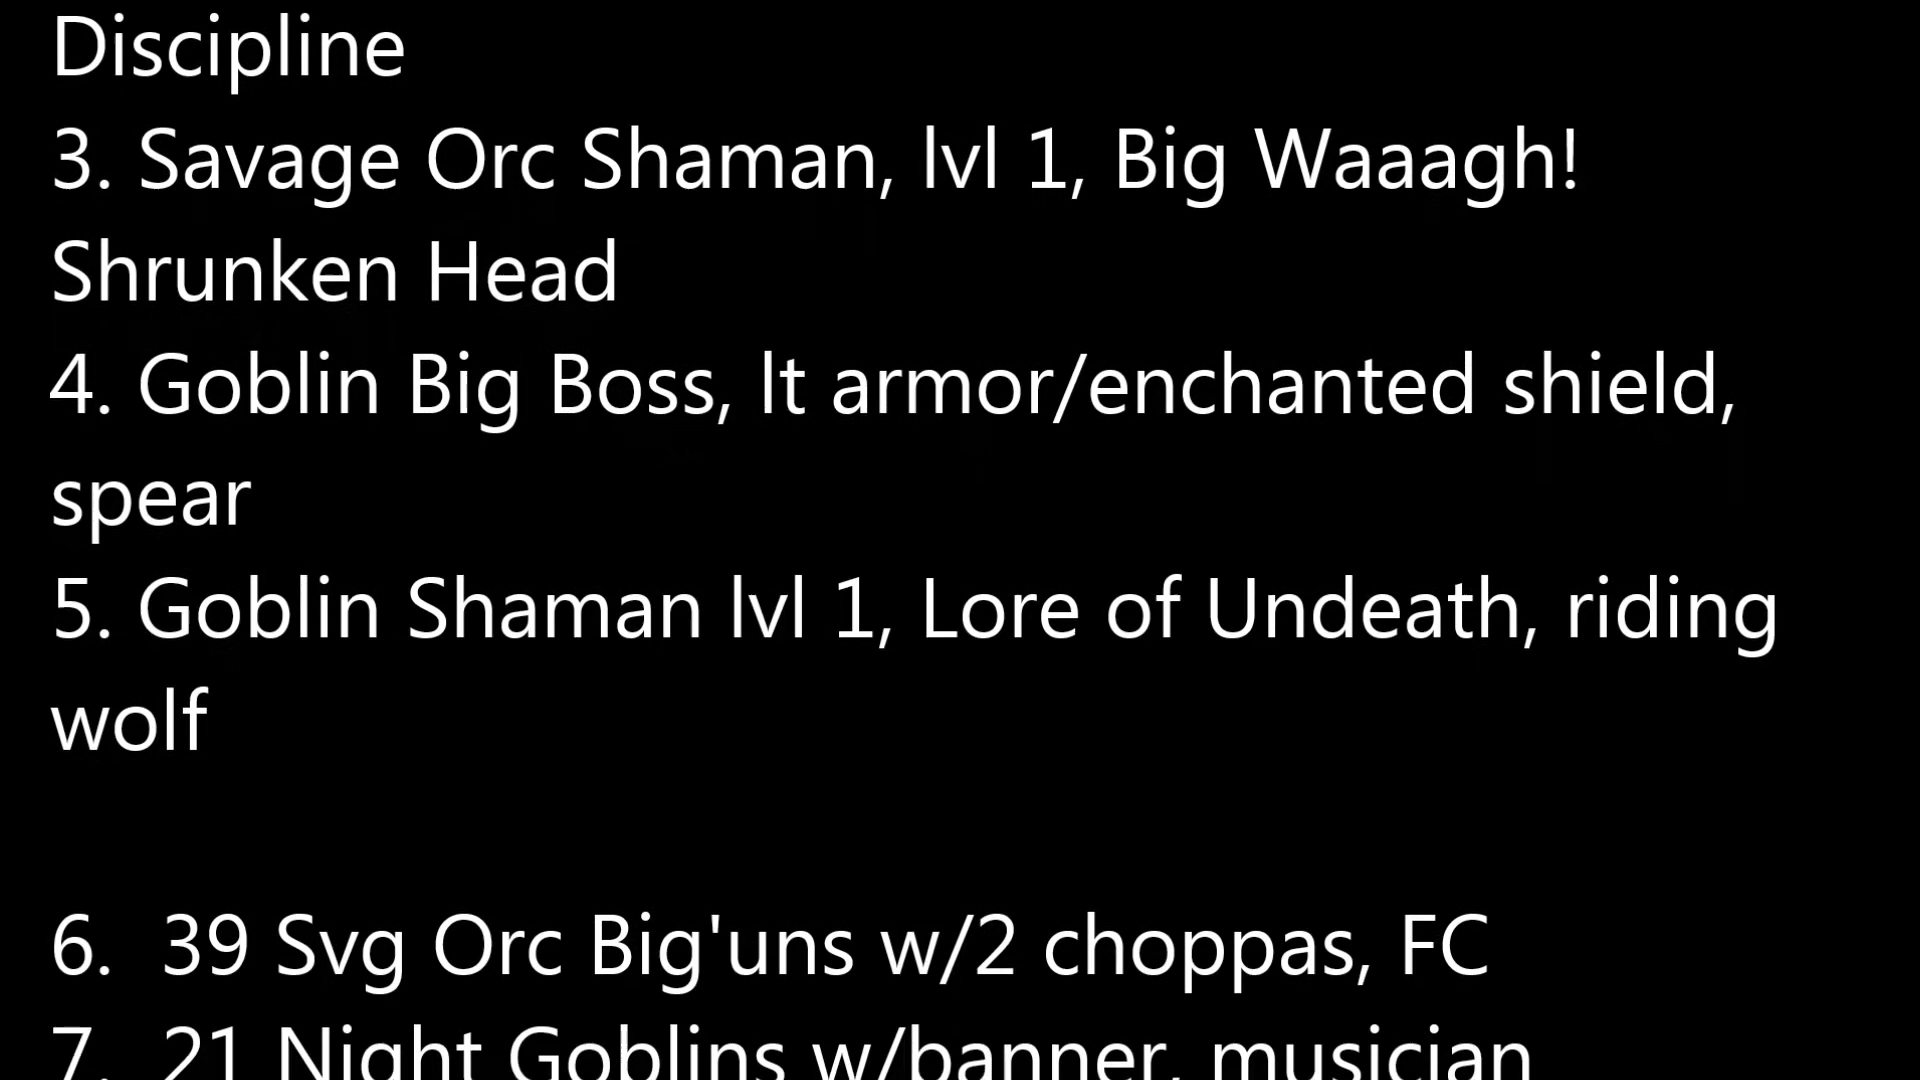 Discipline
3. Savage Orc Shaman, lvl 1, Big Waaagh!
Shrunken Head
4. Goblin Big Boss, lt armor/enchanted shield,
spear
5. Goblin Shaman lvl 1, Lore of Undeath, riding
wolf
6.  39 Svg Orc Big'uns w/2 choppas, FC
7.  21 Night Goblins w/banner, musician